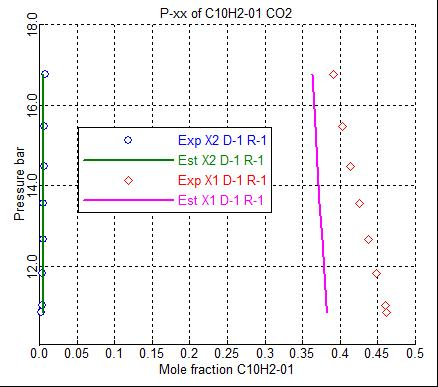 P-xx of C10H2-01 CO2
18.0
16.0
14.0
12.0
Pressure bar
Exp X2 D-1 R-1
Est X2 D-1 R-1
Exp X1 D-1 R-1
Est X1 D-1 R-1
0.0 0.05 0.1 0.15 0.2 0.25 0.3 0.35 0.4 0.45 0.5
Mole fraction C10H2-01